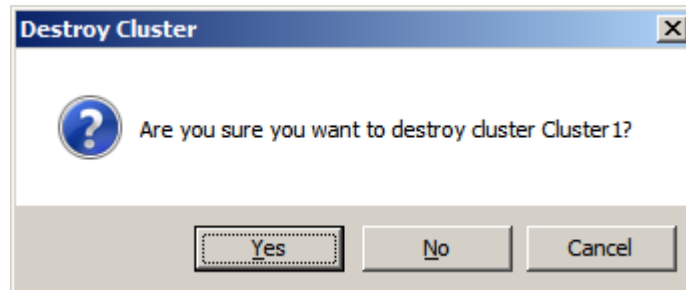 Destroy Cluster
Are you sure you want to destroy cluster Cluster1?
Yes
No
Cancel